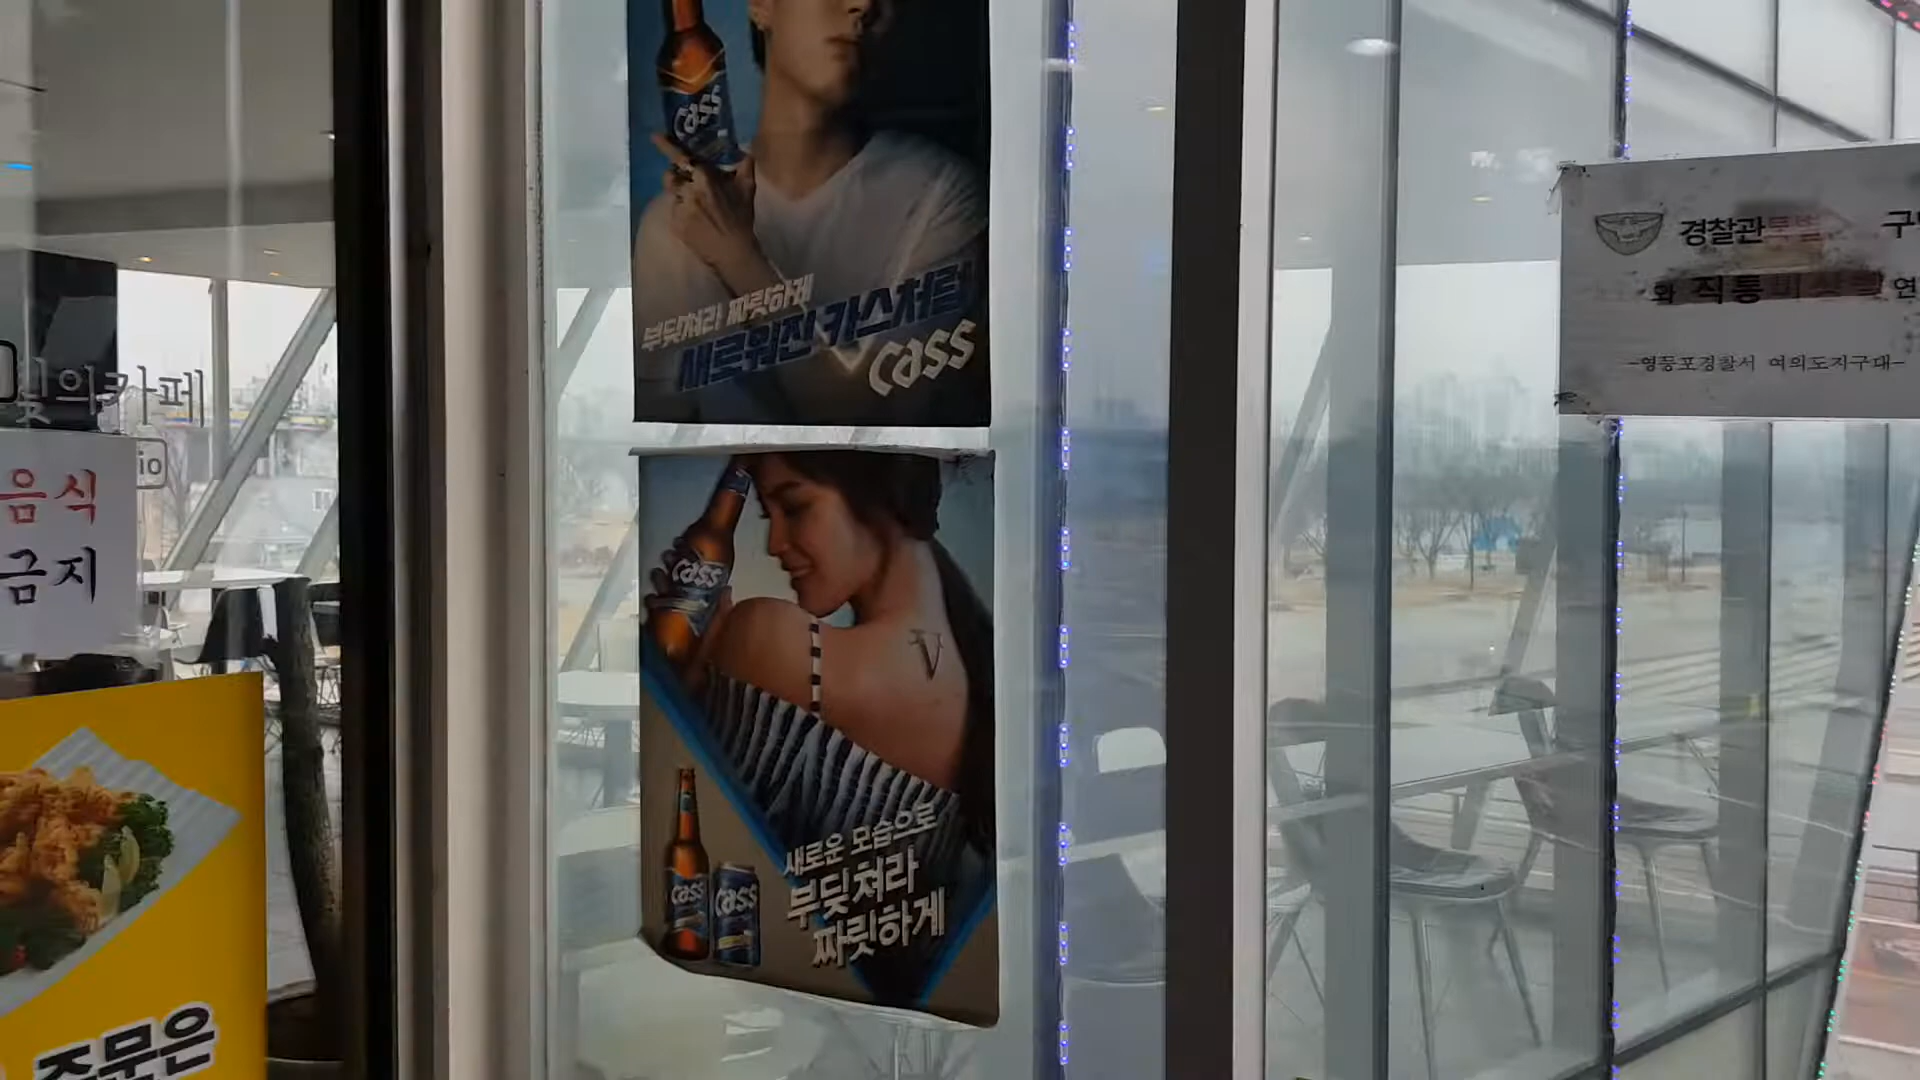 cass
부딪쳐라 짜릿하게
새로워진 카스처럼
cass
경찰관
와 직통
연
-영등포경찰서 여의도지구대-
빛의카페
io
음식
금지
cass
V
cass
cass
새로운 모습으로
부딪쳐라
짜릿하게
주문은